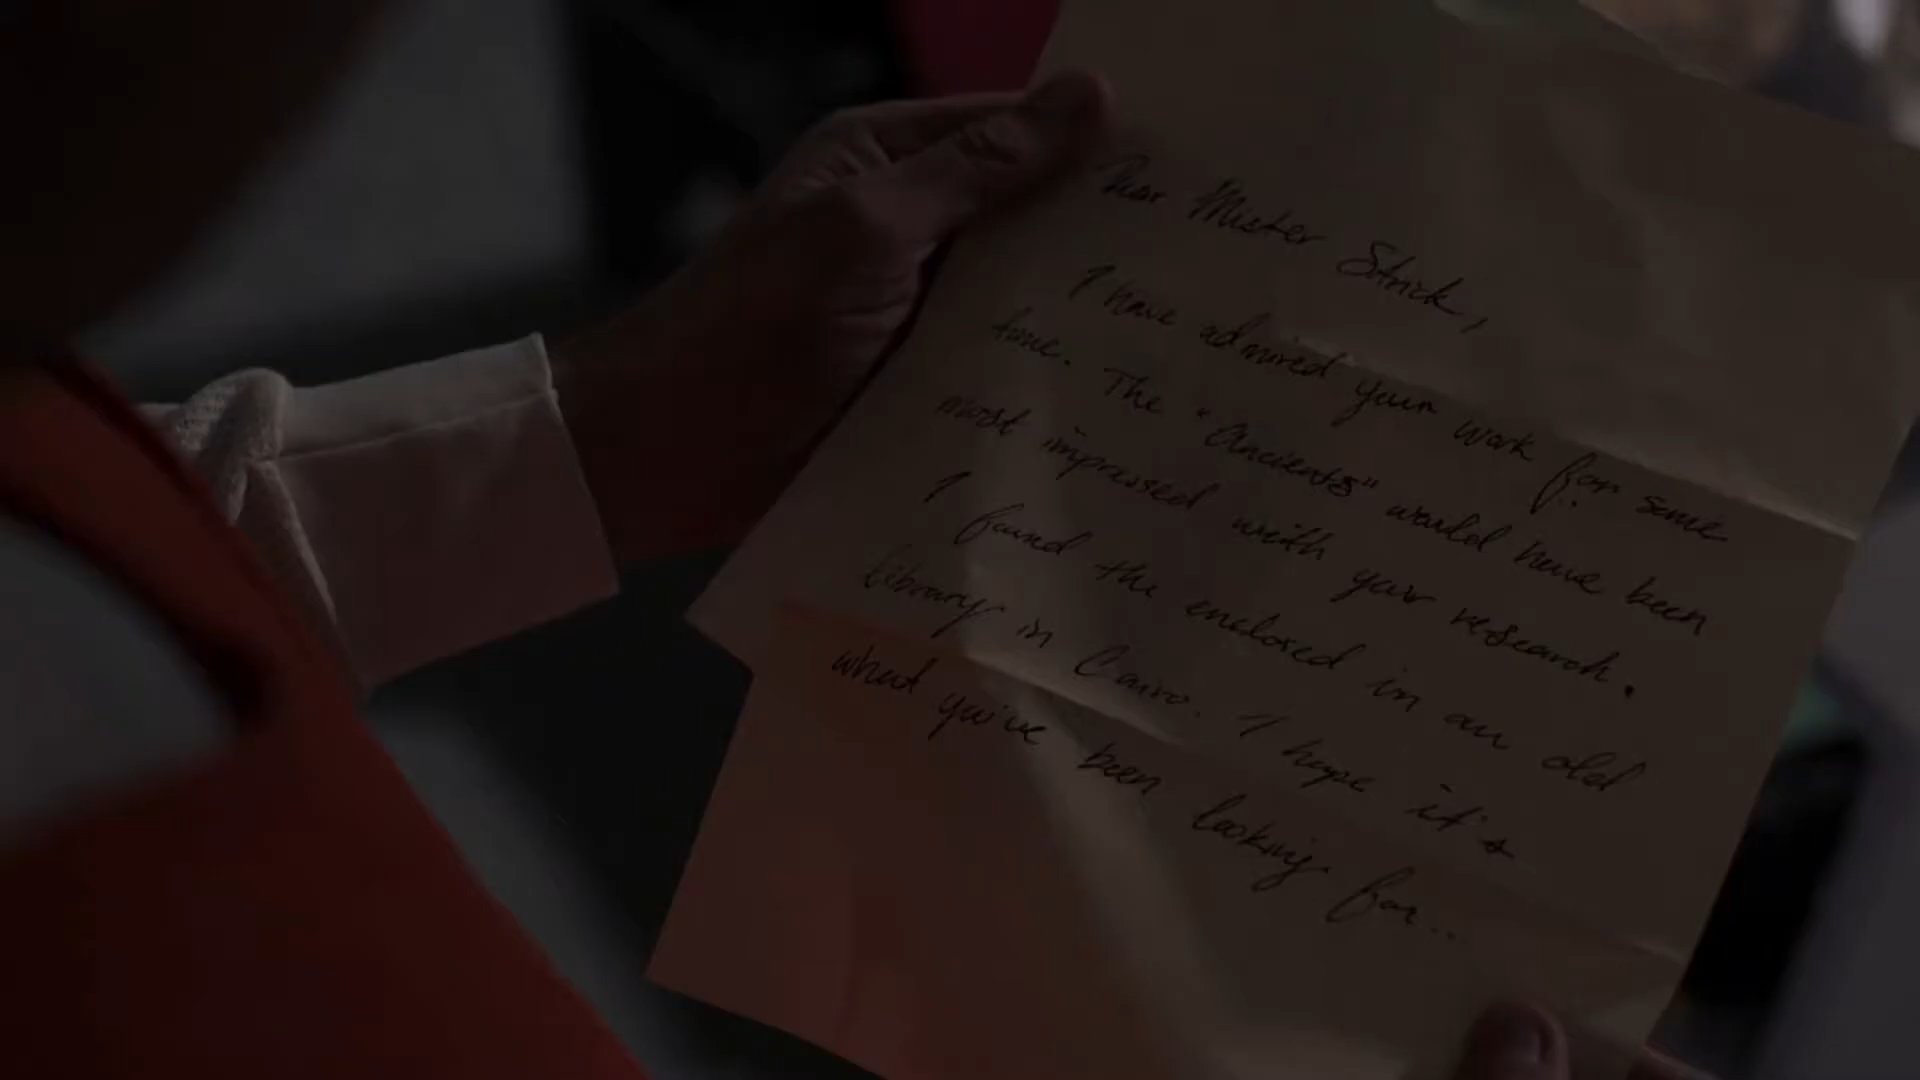 Dear Mister Strick,
I have admired your work for some
time. The "Ancients" would have been
most impressed with your research.
I found the enclosed in an old
library in Cairo. I hope it's
what you've been looking for...